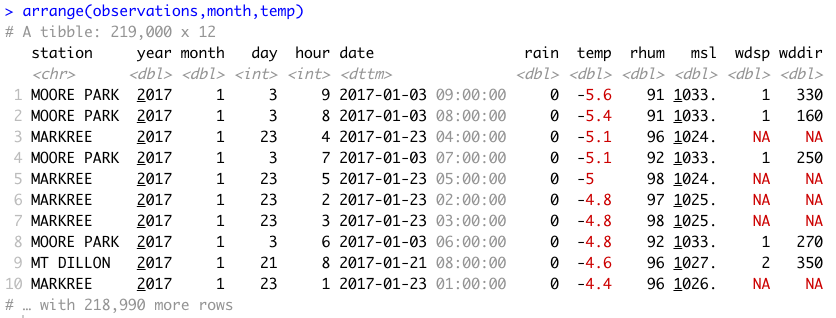 > arrange(observations,month,temp)
# A tibble: 219,000 x 12
   station     year month   day  hour date                 rain  temp  rhum   msl  wdsp wddir
   <chr>      <dbl> <dbl> <int> <int> <dttm>              <dbl> <dbl> <dbl> <dbl> <dbl> <dbl>
 1 MOORE PARK  2017     1     3     9 2017-01-03 09:00:00     0  -5.6    91 1033.     1   330
 2 MOORE PARK  2017     1     3     8 2017-01-03 08:00:00     0  -5.4    91 1033.     1   160
 3 MARKREE     2017     1    23     4 2017-01-23 04:00:00     0  -5.1    96 1024.    NA    NA
 4 MOORE PARK  2017     1     3     7 2017-01-03 07:00:00     0  -5.1    92 1033.     1   250
 5 MARKREE     2017     1    23     5 2017-01-23 05:00:00     0  -5      98 1024.    NA    NA
 6 MARKREE     2017     1    23     2 2017-01-23 02:00:00     0  -4.8    97 1025.    NA    NA
 7 MARKREE     2017     1    23     3 2017-01-23 03:00:00     0  -4.8    98 1025.    NA    NA
 8 MOORE PARK  2017     1     3     6 2017-01-03 06:00:00     0  -4.8    92 1033.     1   270
 9 MT DILLON   2017     1    21     8 2017-01-21 08:00:00     0  -4.6    96 1027.     2   350
10 MARKREE     2017     1    23     1 2017-01-23 01:00:00     0  -4.4    96 1026.    NA    NA
# … with 218,990 more rows